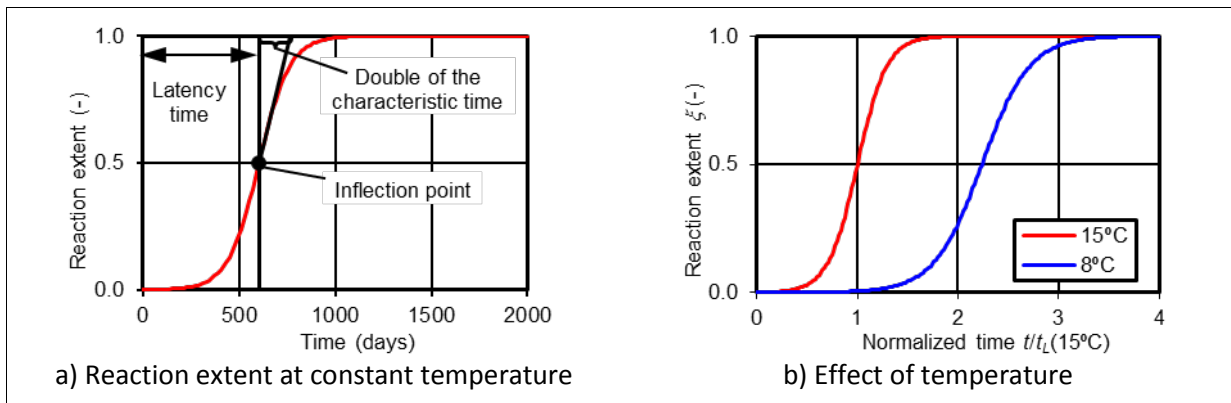 1.0
0.5
0.0
Reaction extent (-)
Latency
time
Double of the
characteristic time
Inflection point
0 500 1000 1500 2000
Time (days)
a) Reaction extent at constant temperature
1.0
0.5
0.0
Reaction extent ξ (-)
15ºC
8ºC
0 1 2 3 4
Normalized time t/tL(15ºC)
b) Effect of temperature